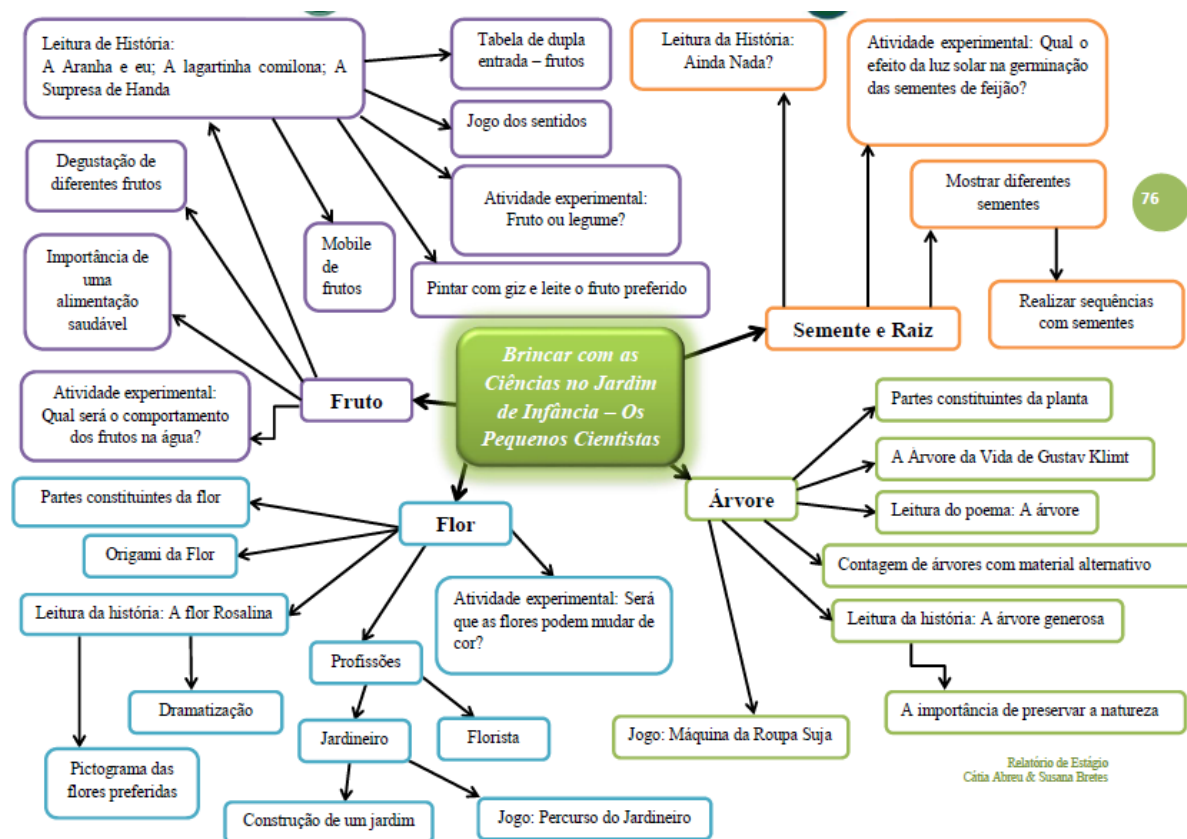 Leitura de História:
A Aranha e eu; A lagartinha comilona; A
Surpresa de Handa
Tabela de dupla
entrada – frutos
Jogo dos sentidos
Atividade experimental:
Fruto ou legume?
Pintar com giz e leite o fruto preferido
Mobile
de
frutos
Degustação de
diferentes frutos
Importância de
uma
alimentação
saudável
Atividade experimental:
Qual será o comportamento
dos frutos na água?
Fruto
Leitura da História:
Ainda Nada?
Atividade experimental: Qual o
efeito da luz solar na germinação
das sementes de feijão?
Mostrar diferentes
sementes
76
Realizar sequências
com sementes
Semente e Raiz
Brincar com as
Ciências no Jardim
de Infância – Os
Pequenos Cientistas
Partes constituintes da planta
A Árvore da Vida de Gustav Klimt
Árvore
Leitura do poema: A árvore
Contagem de árvores com material alternativo
Leitura da história: A árvore generosa
A importância de preservar a natureza
Jogo: Máquina da Roupa Suja
Partes constituintes da flor
Flor
Origami da Flor
Leitura da história: A flor Rosalina
Atividade experimental: Será
que as flores podem mudar de
cor?
Profissões
Dramatização
Jardineiro
Florista
Pictograma das
flores preferidas
Construção de um jardim
Jogo: Percurso do Jardineiro
Relatório de Estágio
Cátia Abreu & Susana Bretes